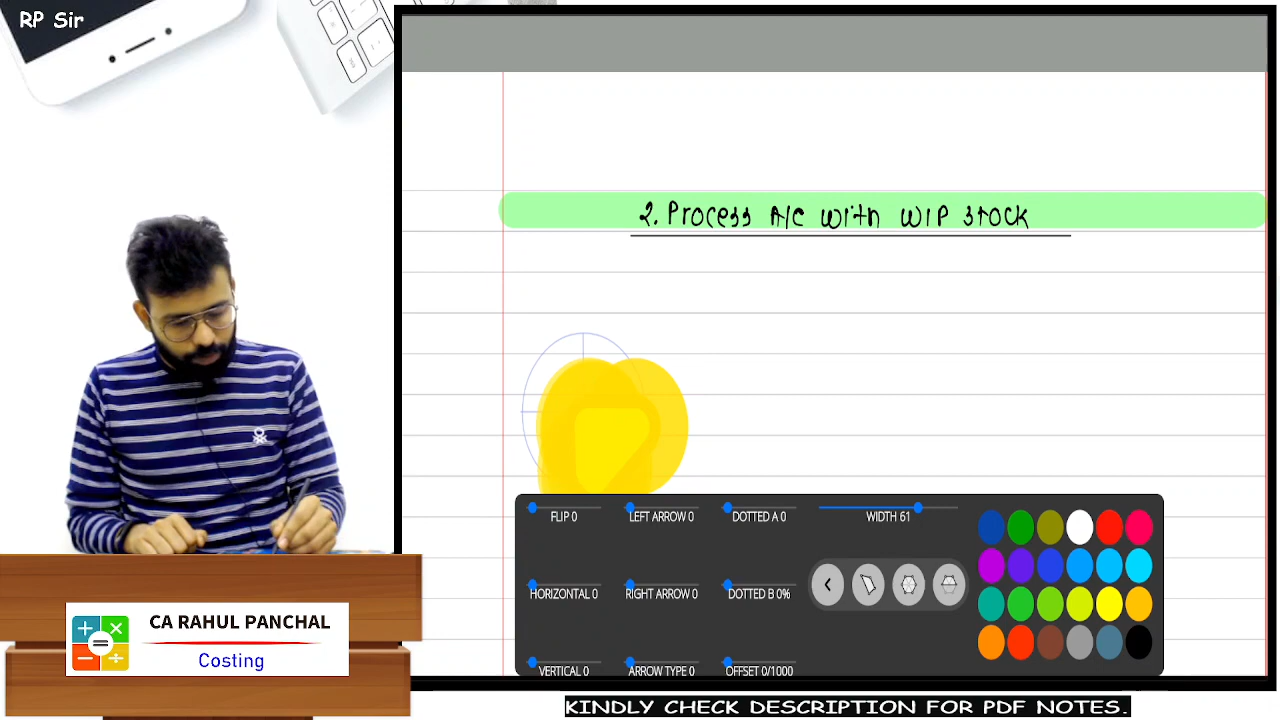 RP Sir
2. Process A/C with WIP stock
FLIP 0
LEFT ARROW 0
DOTTED A 0
WIDTH 61
HORIZONTAL 0
RIGHT ARROW 0
DOTTED B 0%
VERTICAL 0
ARROW TYPE 0
OFFSET 0/1000
CA RAHUL PANCHAL
Costing
KINDLY CHECK DESCRIPTION FOR PDF NOTES.